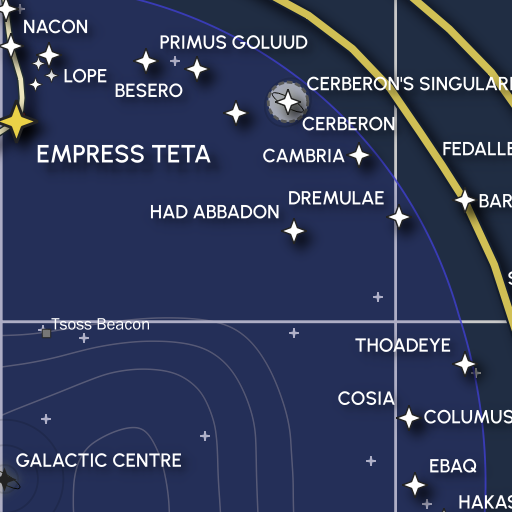 NACON
PRIMUS GOLUUD
LOPE
BESERO
CERBERON'S SINGULARI
CERBERON
EMPRESS TETA
CAMBRIA
FEDALLE
DREMULAE
BAR
HAD ABBADON
Tsoss Beacon
THOADEYE
COSIA
COLUMUS
GALACTIC CENTRE
EBAQ
HAKAS